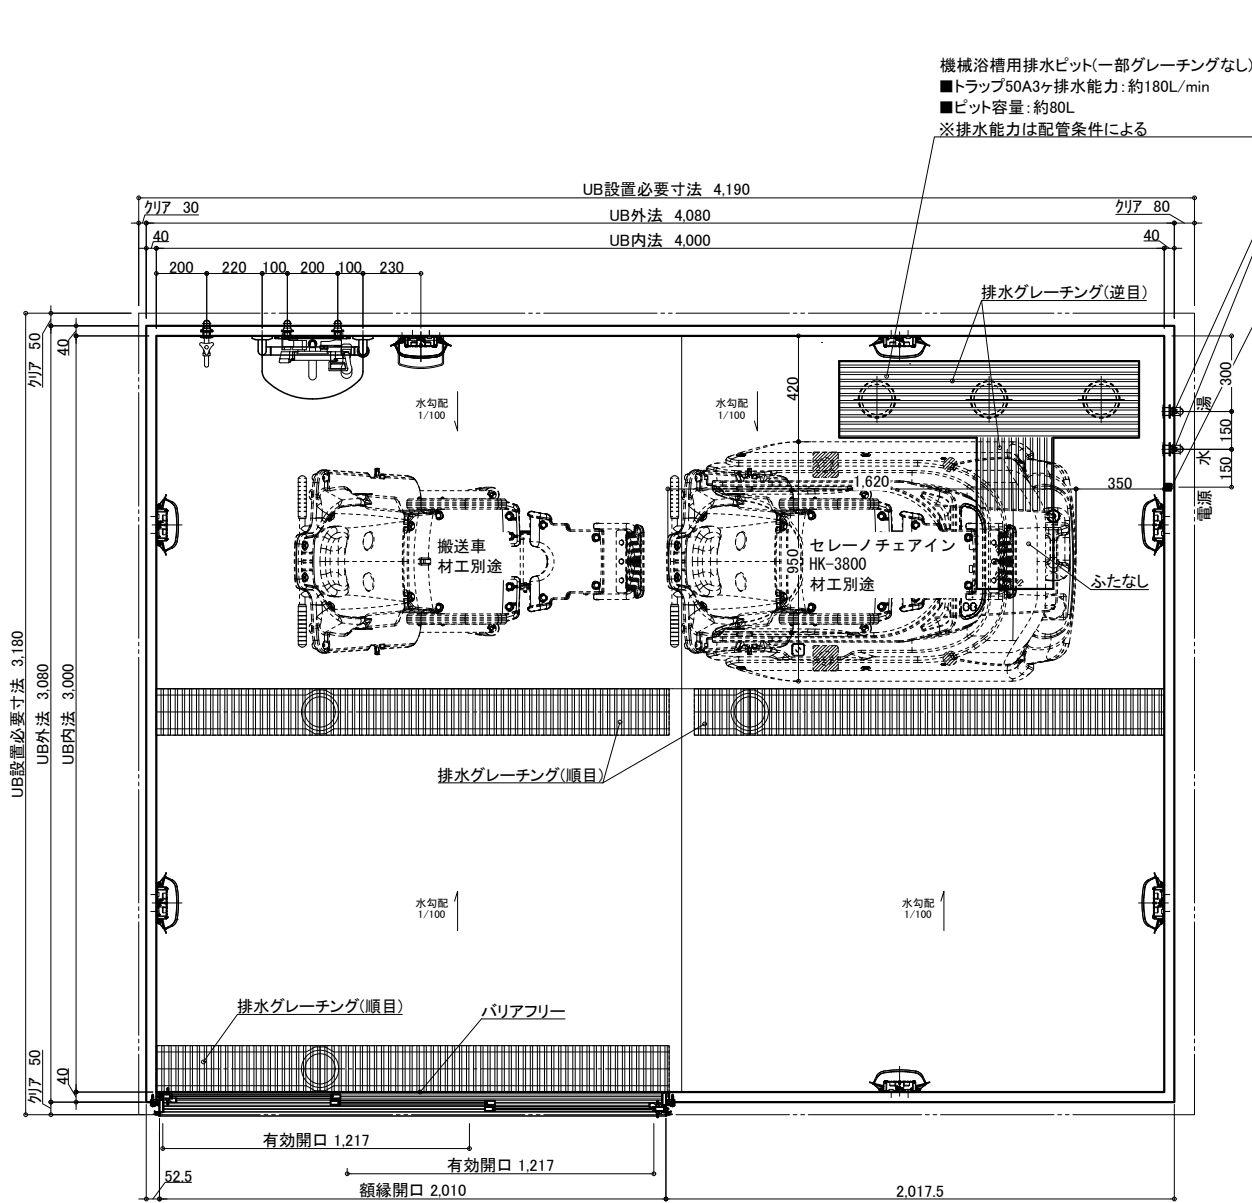 機械浴槽用排水ピット(一部グレーチングなし)
■トラップ50A3ヶ排水能力：約180L/min
■ピット容量：約80L
※排水能力は配管条件による
UB設置必要寸法 4,190
クリア 30
UB外法 4,080
クリア 80
40
UB内法 4,000
40
200
220
100
200
100
230
排水グレーチング(逆目)
クリア 50
40
水勾配
1/100
水勾配
1/100
420
300
湯
150
水
150
電源
1,620
350
搬送車
材工別途
950
セレーノチェアイン
HK-3800
材工別途
ふたなし
UB設置必要寸法 3,180
UB外法 3,080
UB内法 3,000
排水グレーチング(順目)
水勾配
1/100
水勾配
1/100
排水グレーチング(順目)
バリアフリー
クリア 50
40
有効開口 1,217
有効開口 1,217
52.5
額縁開口 2,010
2,017.5